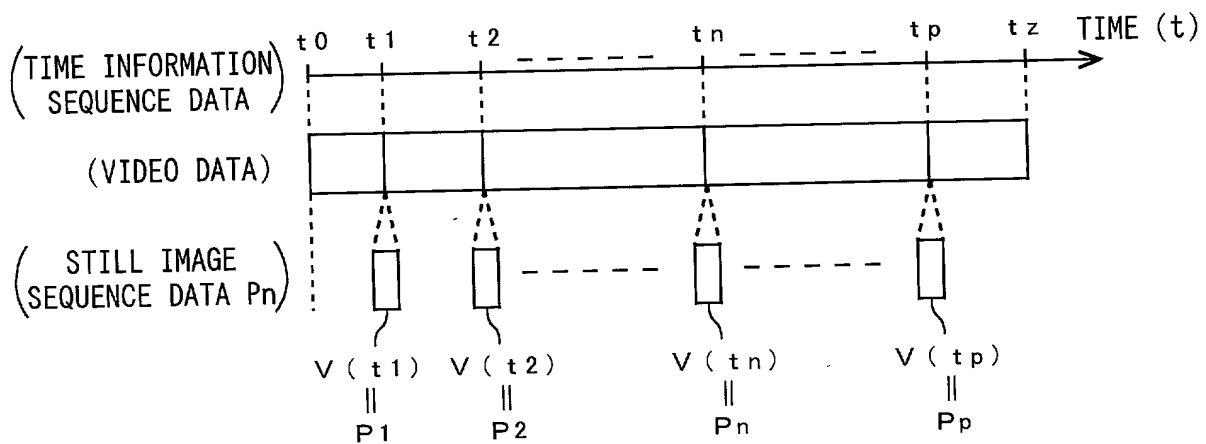 t0 t1 t2 tn tp tz TIME (t)
(TIME INFORMATION
SEQUENCE DATA)
(VIDEO DATA)
(STILL IMAGE
SEQUENCE DATA Pn)
V(t1) V(t2) V(tn) V(tp)
|| || || ||
P1 P2 Pn Pp